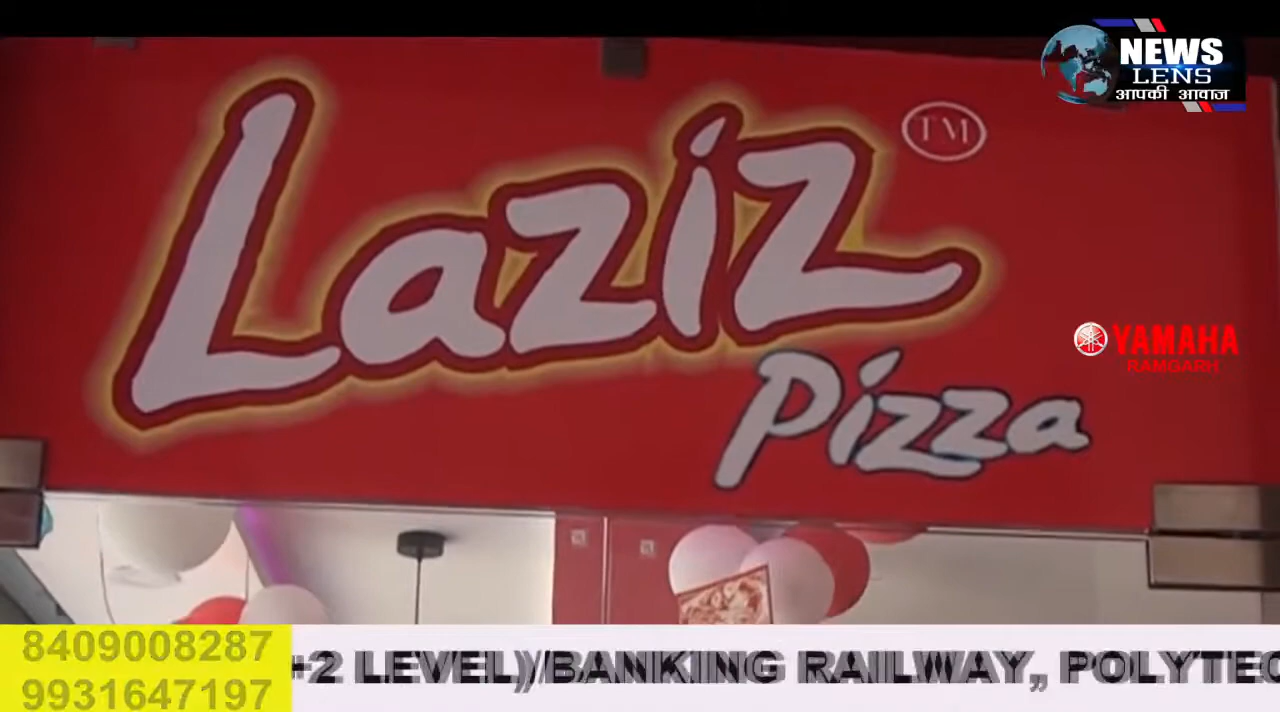 NEWS
LENS
आपकी आवाज
Laziz
TM
Pizza
YAMAHA
RAMGARH
8409008287
9931647197
+2 LEVEL)/BANKING RAILWAY,, POLYTEC